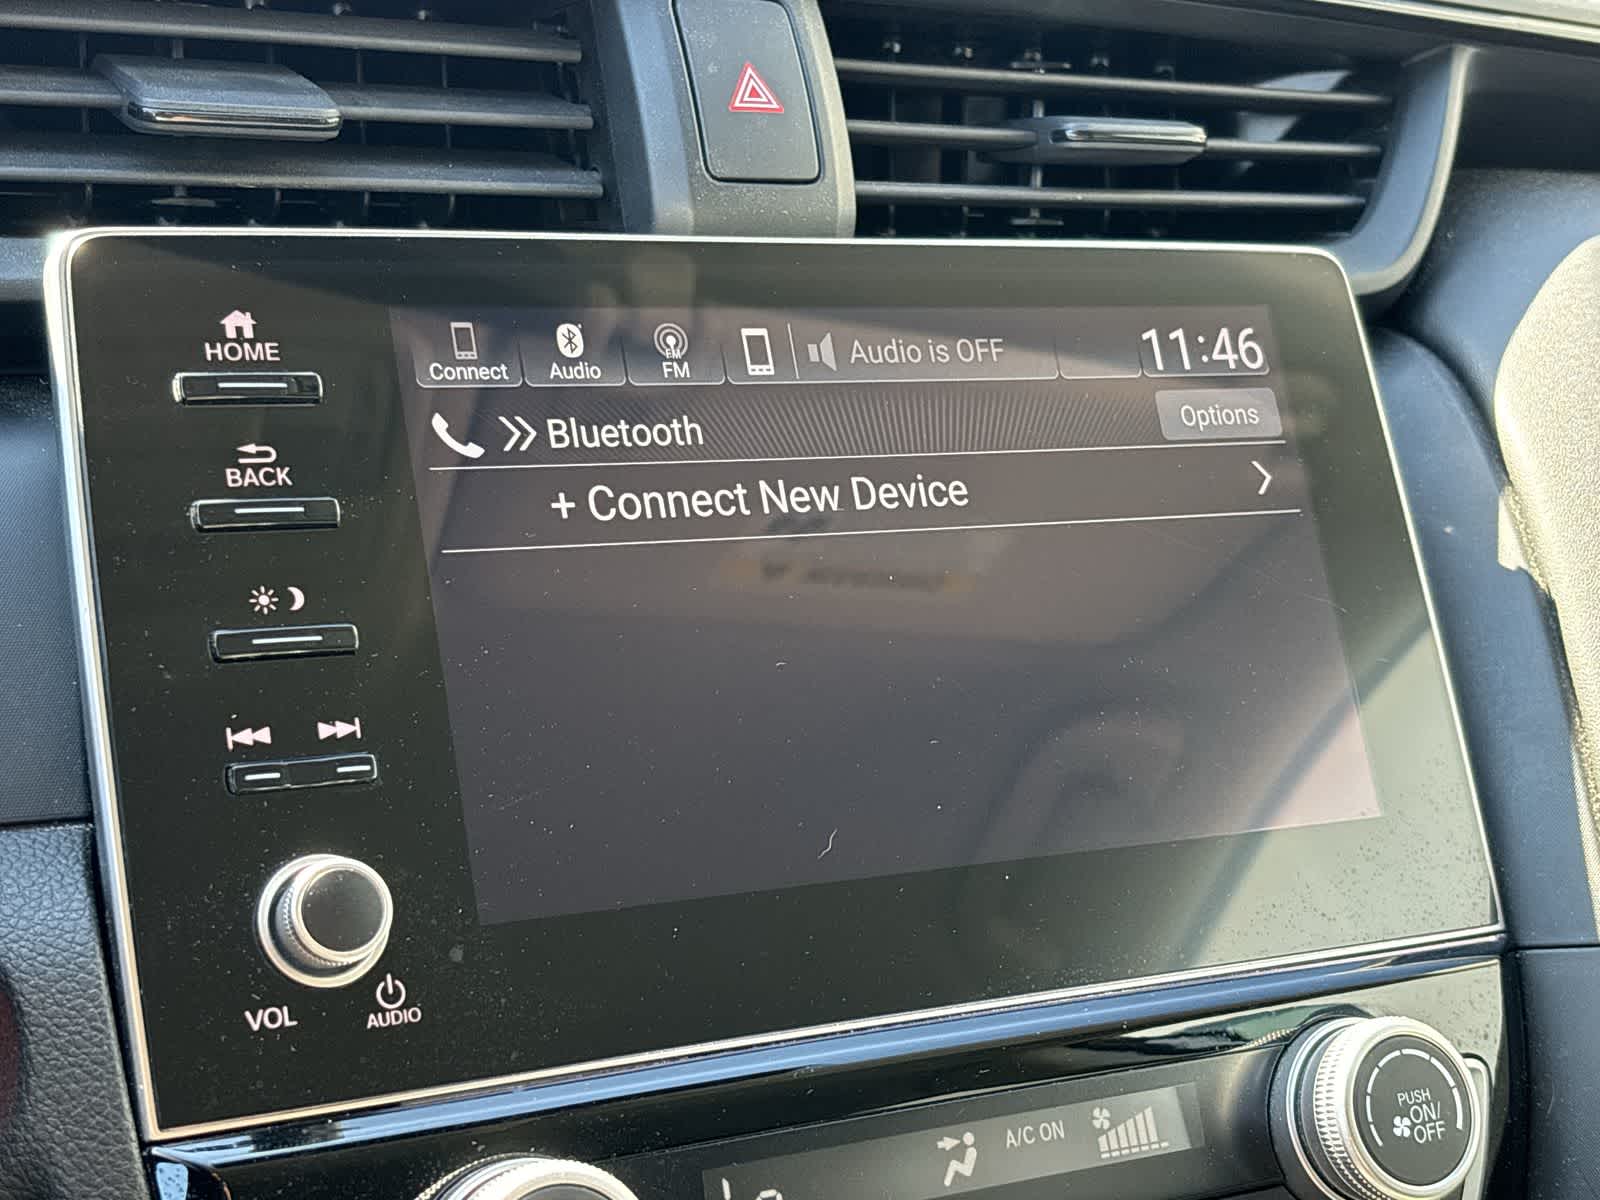 HOME
BACK
VOL
AUDIO
Connect
Audio
FM
FM
Audio is OFF
11:46
Bluetooth
Options
+ Connect New Device
A/C ON
PUSH
ON/
OFF